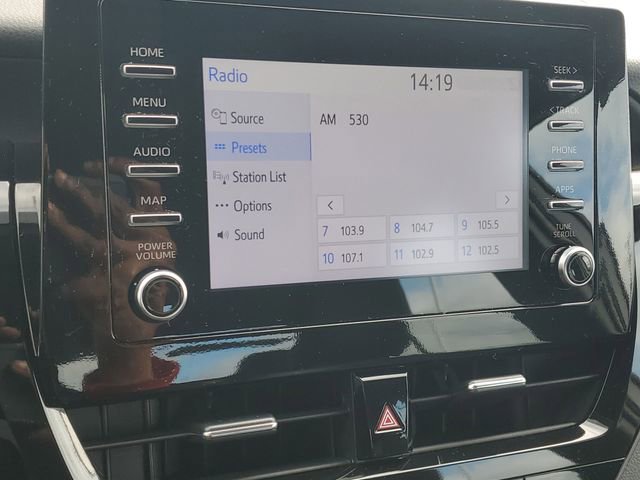 HOME
MENU
AUDIO
MAP
POWER
VOLUME
Radio
14:19
Source
Presets
Station List
Options
Sound
AM 530
7 103.9
8 104.7
9 105.5
10 107.1
11 102.9
12 102.5
SEEK >
< TRACK
PHONE
APPS
TUNE
SCROLL